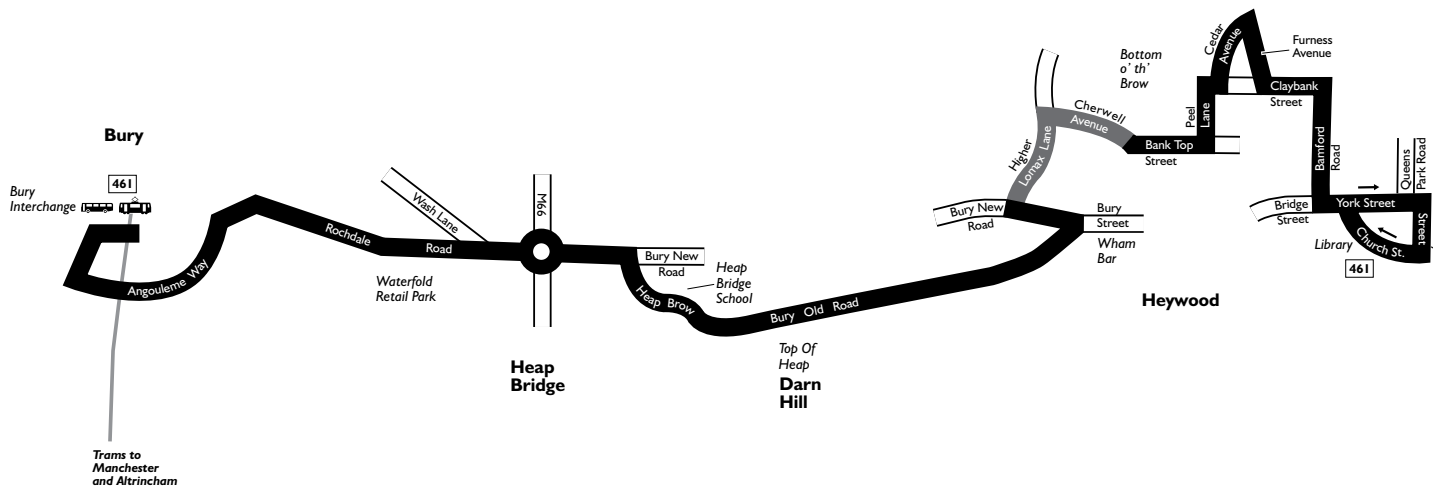 Bury
461
Bury
Interchange
Angouleme Way
Trams to
Manchester
and Altrincham
Rochdale
Road
Wash Lane
Waterfold
Retail Park
M66
Heap
Bridge
Bury New
Road
Heap Brow
Heap
Bridge
School
Bury Old Road
Top Of
Heap
Darn
Hill
Bury New
Road
Bury
Street
Wham
Bar
Heywood
Higher
Lomax Lane
Cherwell
Avenue
Bottom
o' th'
Brow
Bank Top
Street
Peel
Lane
Cedar
Avenue
Furness
Avenue
Claybank
Street
Bamford
Road
Queens
Park Road
Bridge
Street
York Street
Street
Church St.
Library
461